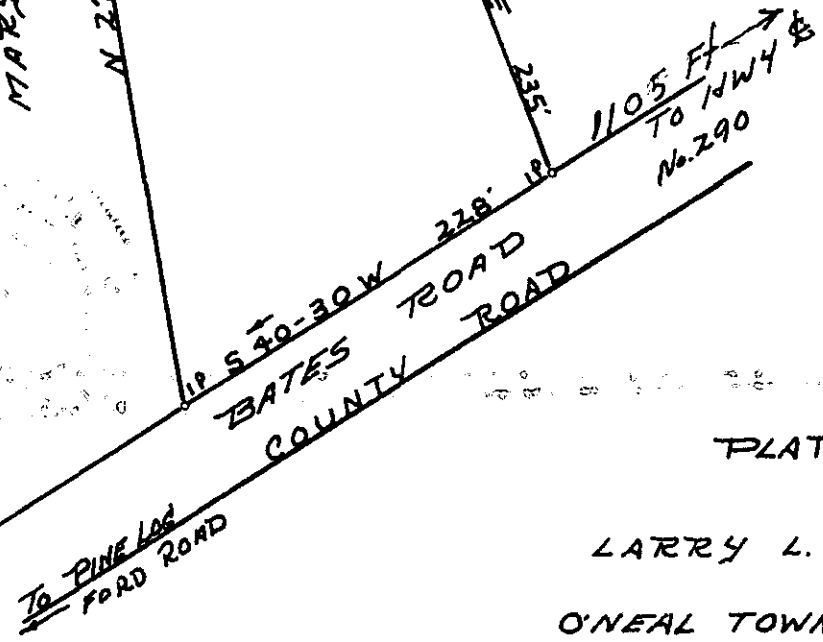 N 2
235'
1105 Ft
TO HWY ℄
No. 290
IP
228'
S 40-30 W
IP
BATES ROAD
COUNTY ROAD
To PINE LOG
FORD ROAD
PLAT
LARRY L.
O'NEAL TOWN